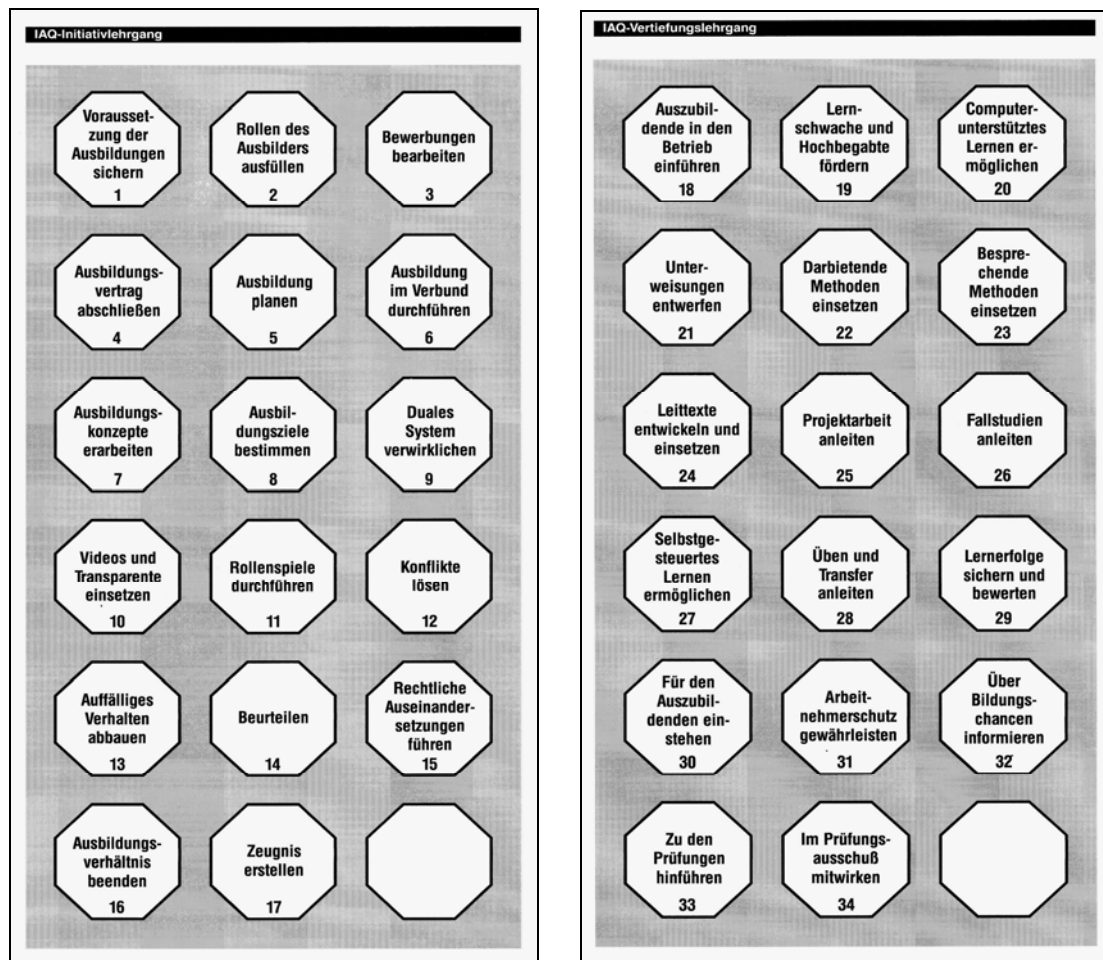 IAQ-Initiativlehrgang
Vorausset-
zung der
Ausbildungen
sichern
1
Rollen des
Ausbilders
ausfüllen
2
Bewerbungen
bearbeiten
3
Ausbildungs-
vertrag
abschließen
4
Ausbildung
planen
5
Ausbildung
im Verbund
durchführen
6
Ausbildungs-
konzepte
erarbeiten
7
Ausbil-
dungsziele
bestimmen
8
Duales
System
verwirklichen
9
Videos und
Transparente
einsetzen
10
Rollenspiele
durchführen
11
Konflikte
lösen
12
Auffälliges
Verhalten
abbauen
13
Beurteilen
14
Rechtliche
Auseinander-
setzungen
führen
15
Ausbildungs-
verhältnis
beenden
16
Zeugnis
erstellen
17
IAQ-Vertiefungslehrgang
Auszubil-
dende in den
Betrieb
einführen
18
Lern-
schwache und
Hochbegabte
fördern
19
Computer-
unterstütztes
Lernen er-
möglichen
20
Unter-
weisungen
entwerfen
21
Darbietende
Methoden
einsetzen
22
Bespre-
chende
Methoden
einsetzen
23
Leittexte
entwickeln und
einsetzen
24
Projektarbeit
anleiten
25
Fallstudien
anleiten
26
Selbstge-
steuertes
Lernen
ermöglichen
27
Üben und
Transfer
anleiten
28
Lernerfolge
sichern und
bewerten
29
Für den
Auszubil-
denden ein-
stehen
30
Arbeit-
nehmerschutz
gewährleisten
31
Über
Bildungs-
chancen
informieren
32
Zu den
Prüfungen
hinführen
33
Im Prüfungs-
ausschuß
mitwirken
34